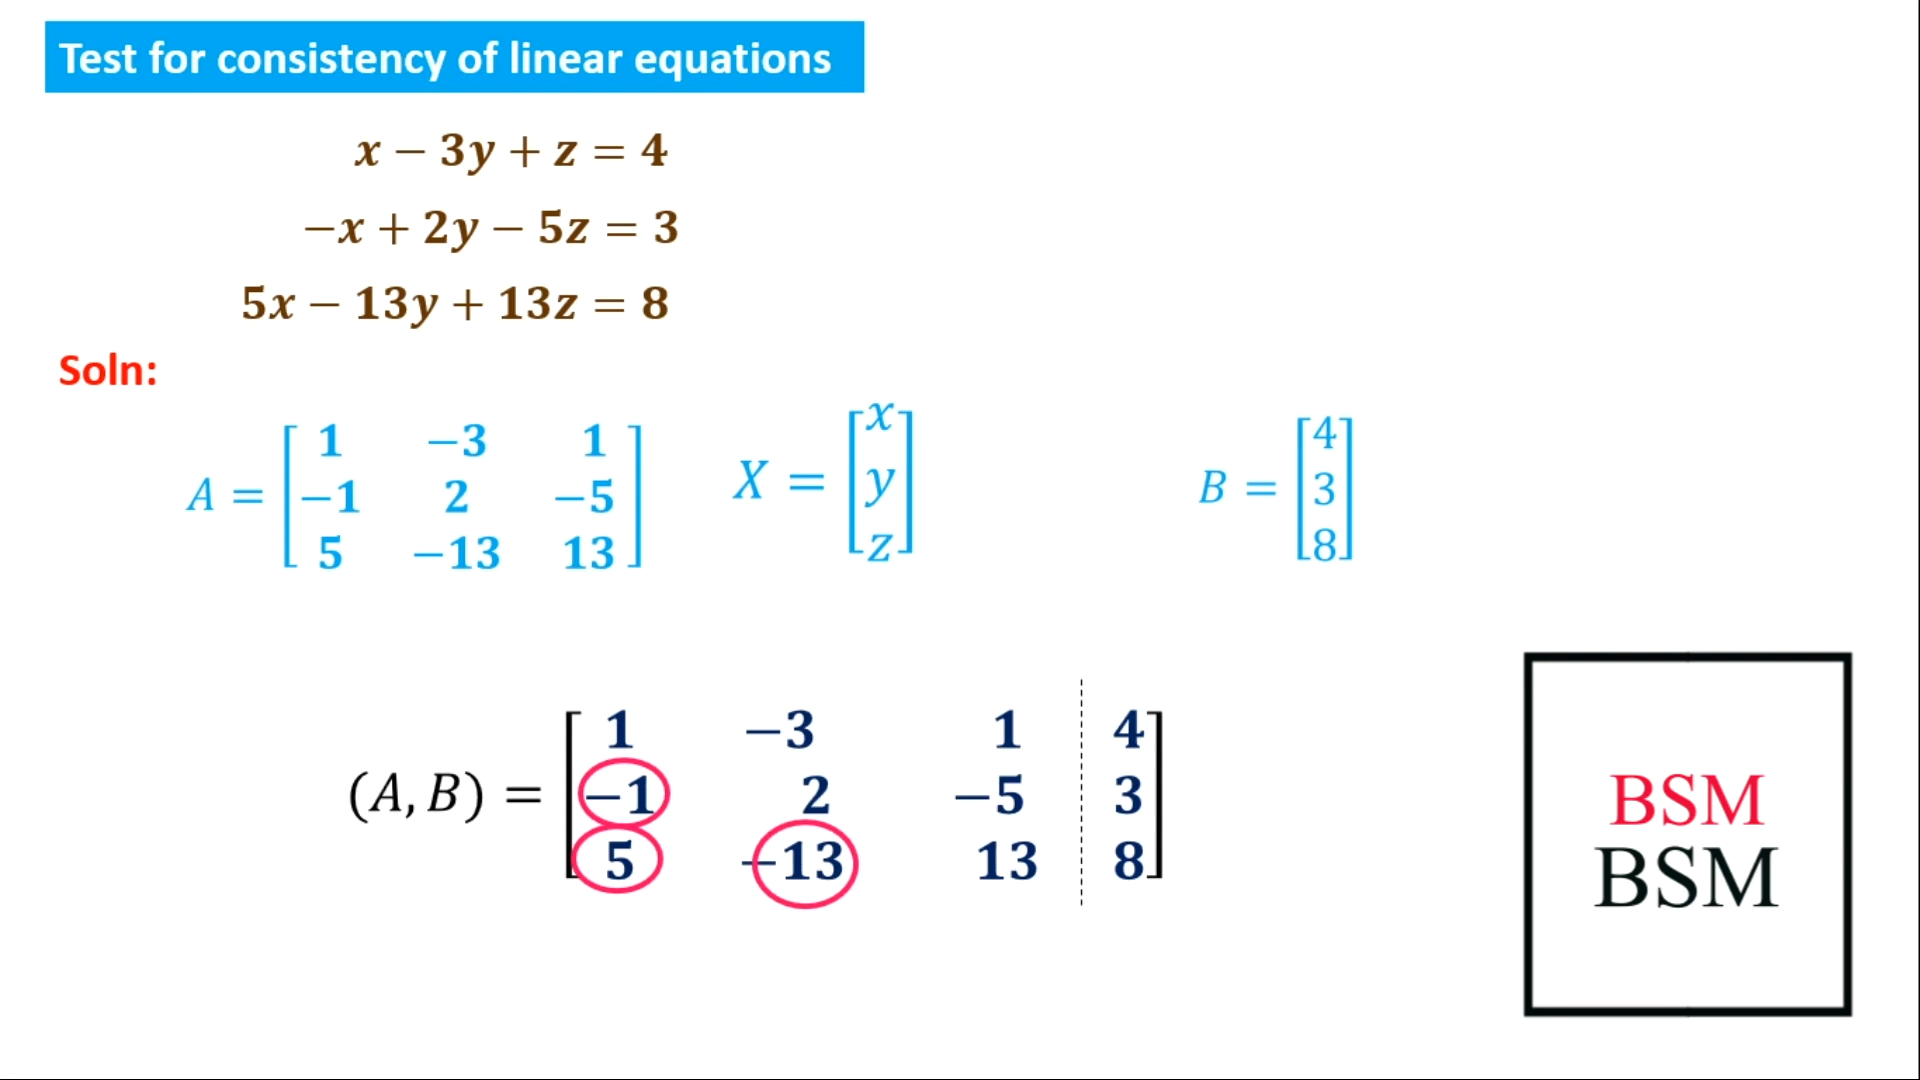 Test for consistency of linear equations
x − 3y + z = 4
−x + 2y − 5z = 3
5x − 13y + 13z = 8
Soln:
A = [1 −3 1
−1 2 −5
5 −13 13]
X = [x
y
z]
B = [4
3
8]
(A, B) = [1 −3 1 4
−1 2 −5 3
5 −13 13 8]
BSM
BSM